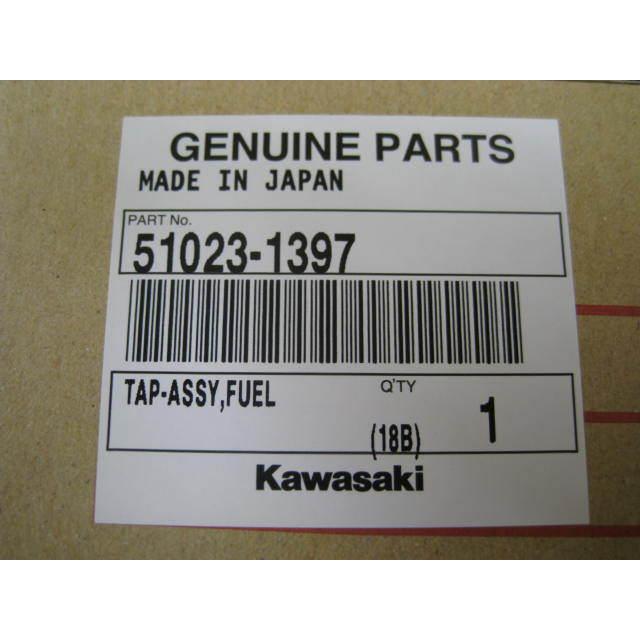 GENUINE PARTS
MADE IN JAPAN
PART No.
51023-1397
TAP-ASSY,FUEL Q'TY
(18B) 1
Kawasaki